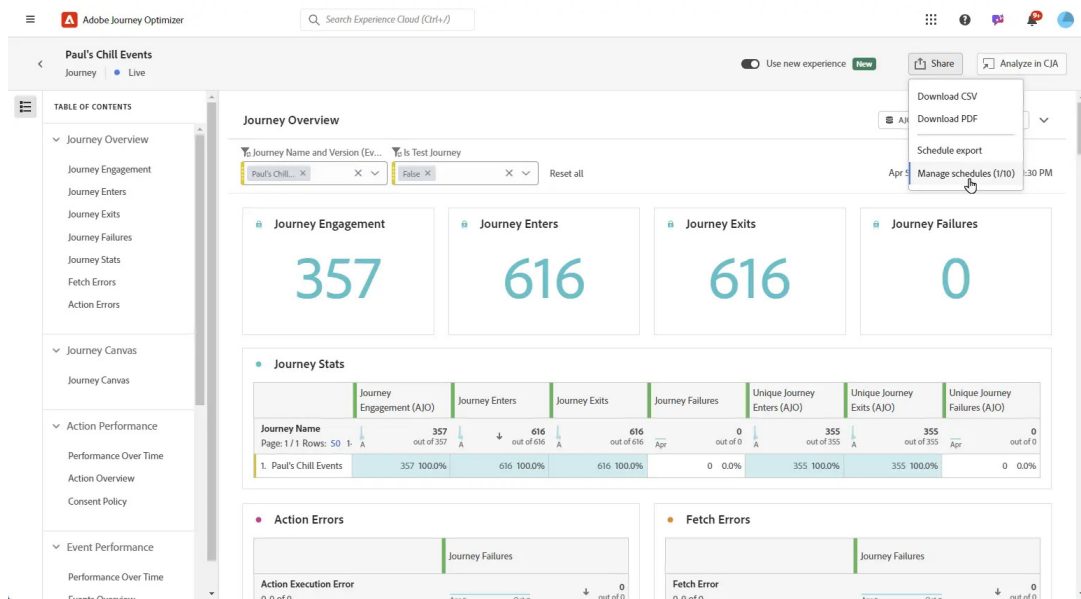 Adobe Journey Optimizer
Search Experience Cloud (Ctrl+/)
9+
Paul's Chill Events
Journey
Live
Use new experience New
Share
Analyze in CJA
Download CSV
Download PDF
Schedule export
Manage schedules (1/10)
TABLE OF CONTENTS
Journey Overview
Journey Engagement
Journey Enters
Journey Exits
Journey Failures
Journey Stats
Fetch Errors
Action Errors
Journey Canvas
Journey Canvas
Action Performance
Performance Over Time
Action Overview
Consent Policy
Event Performance
Performance Over Time
Events Overview
Journey Overview
Journey Name and Version (Ev...
Is Test Journey
Paul's Chill...
False
Reset all
Apr
:30 PM
Journey Engagement
357
Journey Enters
616
Journey Exits
616
Journey Failures
0
Journey Stats
Journey Engagement (AJO) Journey Enters Journey Exits Journey Failures Unique Journey Enters (AJO) Unique Journey Exits (AJO) Unique Journey Failures (AJO)
Journey Name 357 616 616 0 355 355 0
Page: 1 / 1 Rows: 50 1- A out of 357 A out of 616 A out of 616 Apr out of 0 A out of 355 A out of 355 Apr out of 0
1. Paul's Chill Events 357 100.0% 616 100.0% 616 100.0% 0 0.0% 355 100.0% 355 100.0% 0 0.0%
Action Errors
Journey Failures
Action Execution Error 0
out of 0
Fetch Errors
Journey Failures
Fetch Error 0
out of 0